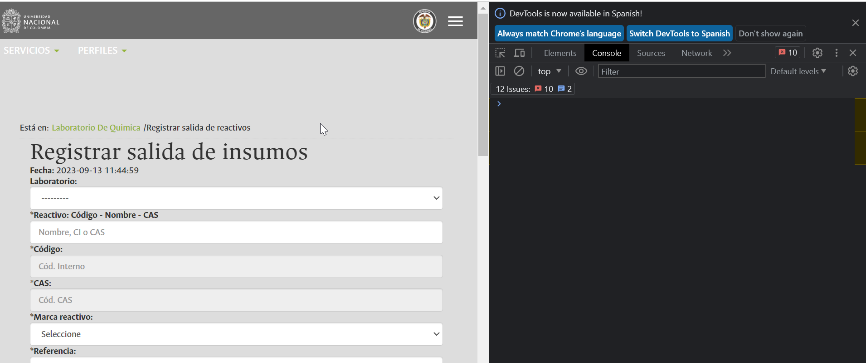 UNIVERSIDAD
NACIONAL
DE COLOMBIA
SERVICIOS PERFILES
Está en: Laboratorio De Química /Registrar salida de reactivos
Registrar salida de insumos
Fecha: 2023-09-13 11:44:59
Laboratorio:
---------
*Reactivo: Código - Nombre - CAS
Nombre, CI o CAS
*Código:
Cód. Interno
*CAS:
Cód. CAS
*Marca reactivo:
Seleccione
*Referencia:
DevTools is now available in Spanish!
Always match Chrome's language Switch DevTools to Spanish Don't show again
Elements Console Sources Network 10
top Filter Default levels
12 Issues: 10 2